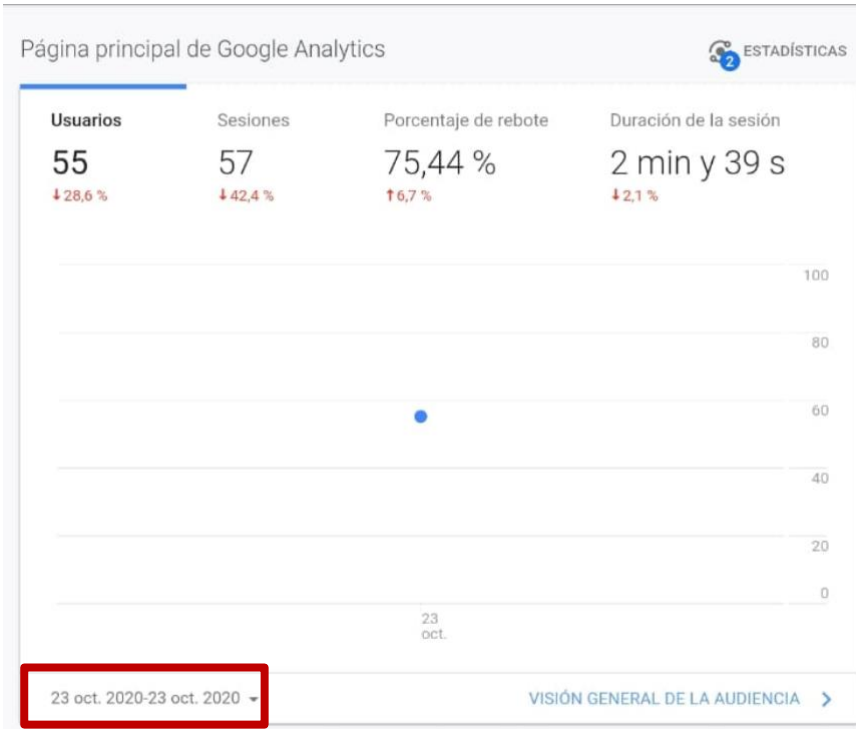 Página principal de Google Analytics
2 ESTADÍSTICAS
Usuarios Sesiones Porcentaje de rebote Duración de la sesión
55 57 75,44 % 2 min y 39 s
↓28,6 % ↓42,4 % ↑6,7 % ↓2,1 %
100
80
60
40
20
0
23
oct.
23 oct. 2020-23 oct. 2020
VISIÓN GENERAL DE LA AUDIENCIA